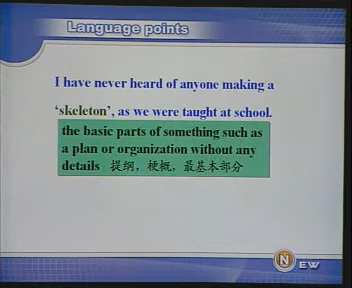 Language points
I have never heard of anyone making a
‘skeleton’, as we were taught at school.
the basic parts of something such as
a plan or organization without any
details 提纲，梗概，最基本部分
NEW